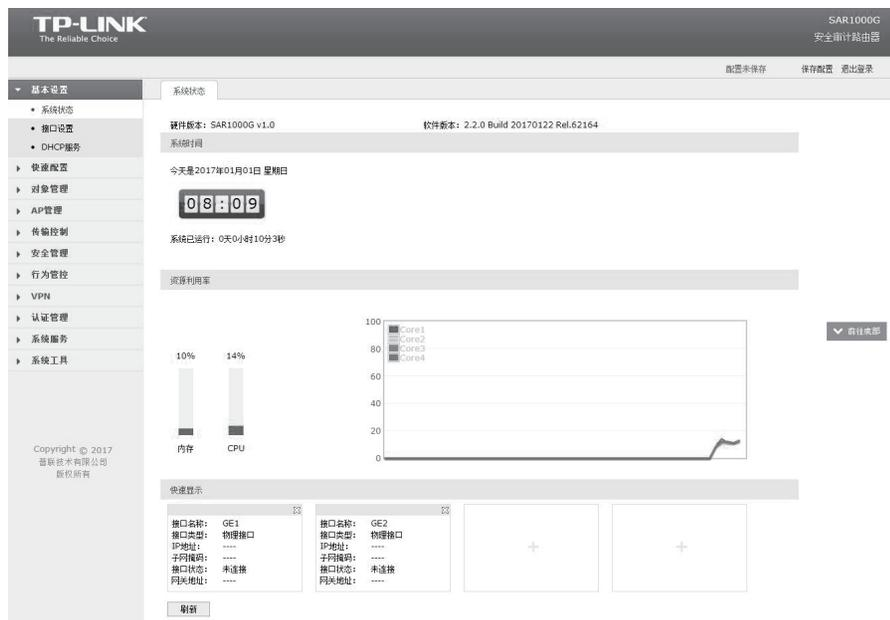 TP-LINK
The Reliable Choice
SAR1000G
安全审计路由器
配置未保存 保存配置 退出登录
基本设置
系统状态
接口设置
DHCP服务
快速配置
对象管理
AP管理
传输控制
安全管理
行为管控
VPN
认证管理
系统服务
系统工具
Copyright © 2017
普联技术有限公司
版权所有
系统状态
硬件版本: SAR1000G v1.0 软件版本: 2.2.0 Build 20170122 Rel.62164
系统时间
今天是2017年01月01日 星期日
08:09
系统已运行: 0天0小时10分3秒
资源利用率
10% 14%
内存 CPU
100
80
60
40
20
0
Core1
Core2
Core3
Core4
前往底部
快速显示
接口名称: GE1
接口类型: 物理接口
IP地址: ----
子网掩码: ----
接口状态: 未连接
网关地址: ----
接口名称: GE2
接口类型: 物理接口
IP地址: ----
子网掩码: ----
接口状态: 未连接
网关地址: ----
刷新